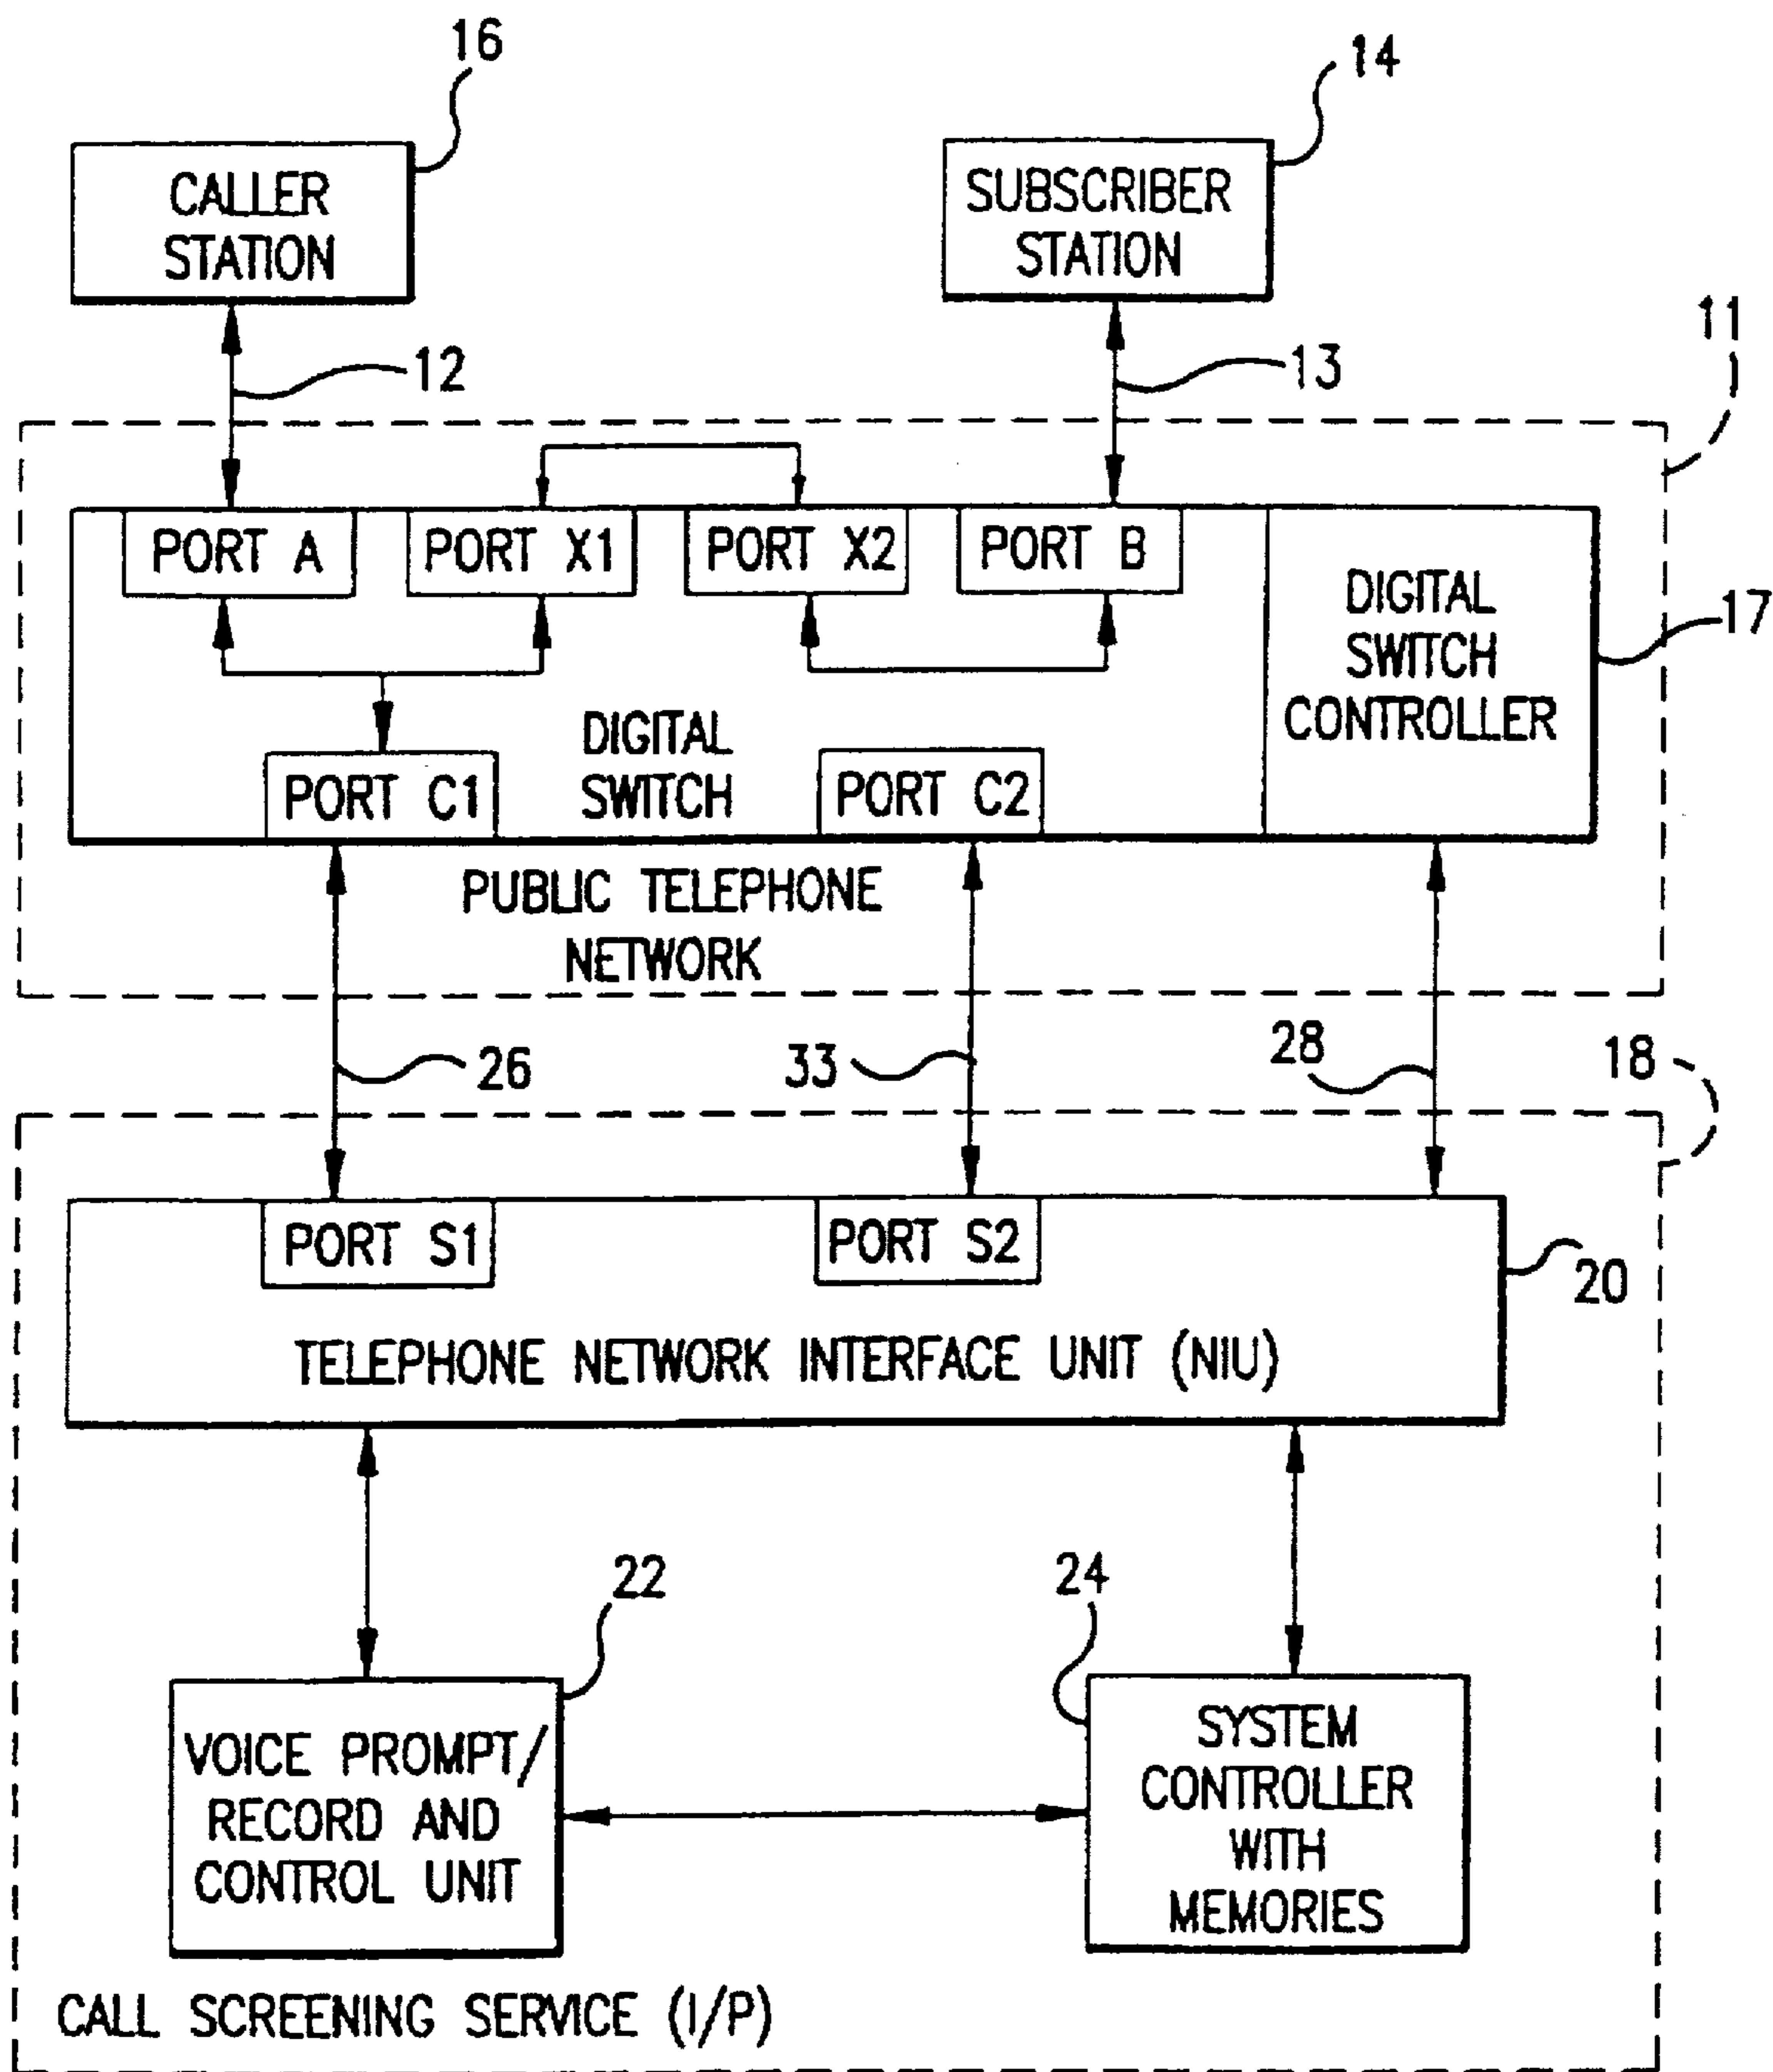 16
14
CALLER
STATION
SUBSCRIBER
STATION
11
12
13
PORT A
PORT X1
PORT X2
PORT B
DIGITAL
SWITCH
CONTROLLER
17
DIGITAL
SWITCH
PORT C1
PORT C2
PUBLIC TELEPHONE
NETWORK
26
33
28
18
PORT S1
PORT S2
20
TELEPHONE NETWORK INTERFACE UNIT (NIU)
22
24
VOICE PROMPT/
RECORD AND
CONTROL UNIT
SYSTEM
CONTROLLER
WITH
MEMORIES
CALL SCREENING SERVICE (I/P)